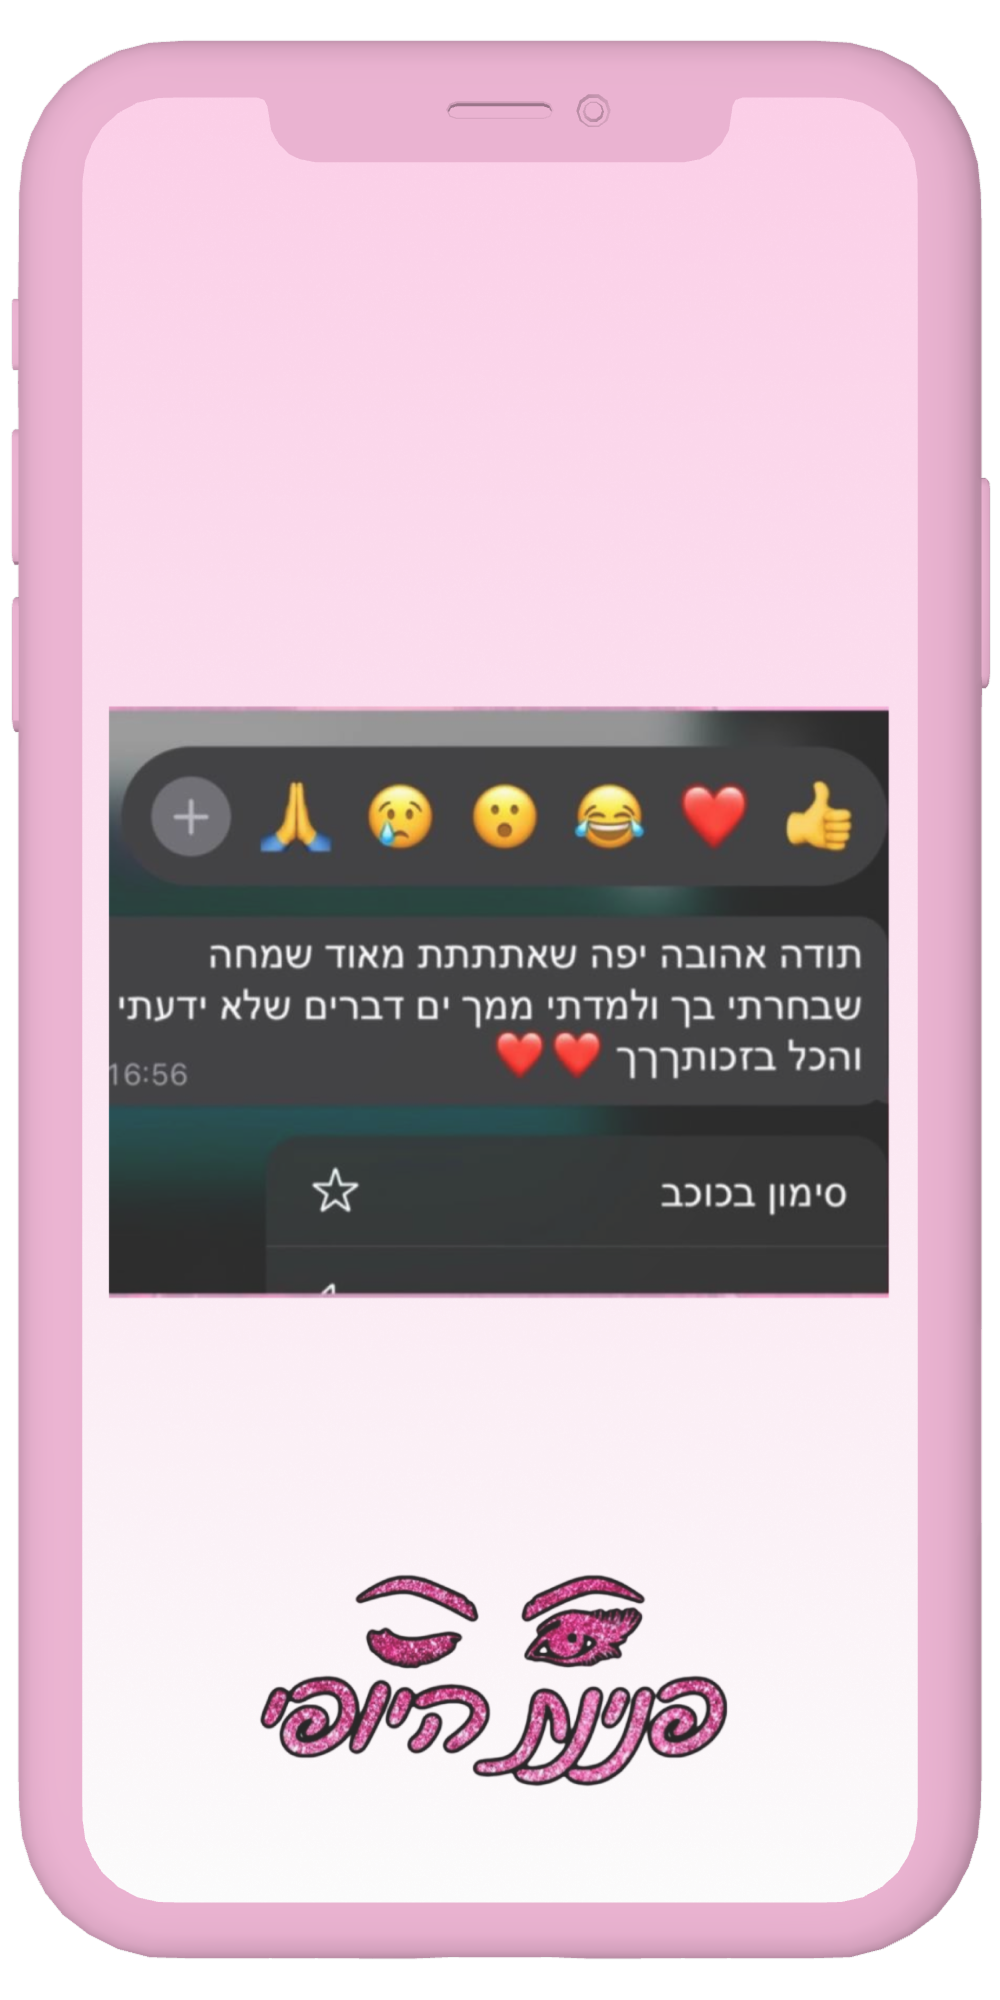 תודה אהובה יפה שאתתתת מאוד שמחה
שבחרתי בך ולמדתי ממך ים דברים שלא ידעתי
והכל בזכותךךך ❤️❤️
16:56
סימון בכוכב
פנינת היופי